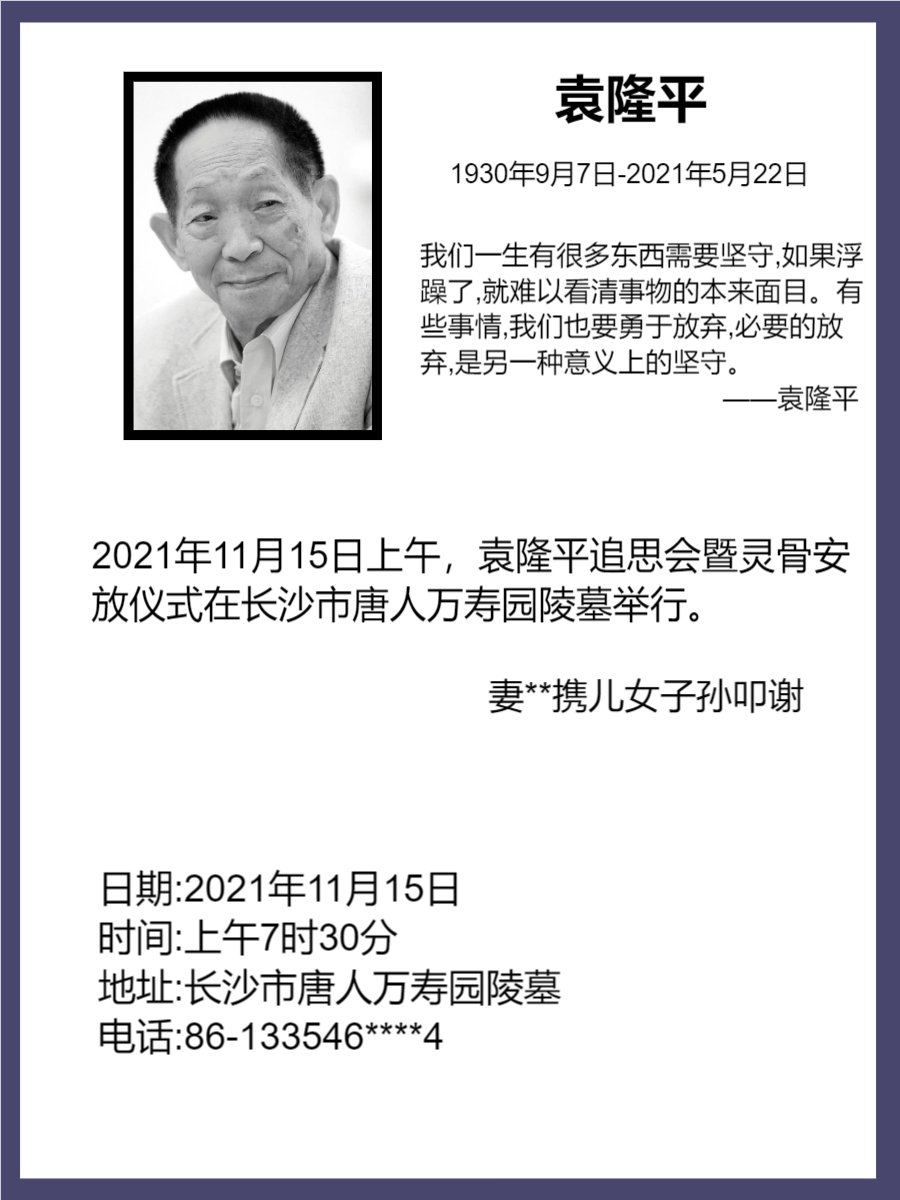 袁隆平
1930年9月7日-2021年5月22日
我们一生有很多东西需要坚守,如果浮
躁了,就难以看清事物的本来面目。有
些事情,我们也要勇于放弃,必要的放
弃,是另一种意义上的坚守。
——袁隆平
2021年11月15日上午，袁隆平追思会暨灵骨安
放仪式在长沙市唐人万寿园陵墓举行。
妻**携儿女子孙叩谢
日期:2021年11月15日
时间:上午7时30分
地址:长沙市唐人万寿园陵墓
电话:86-133546****4